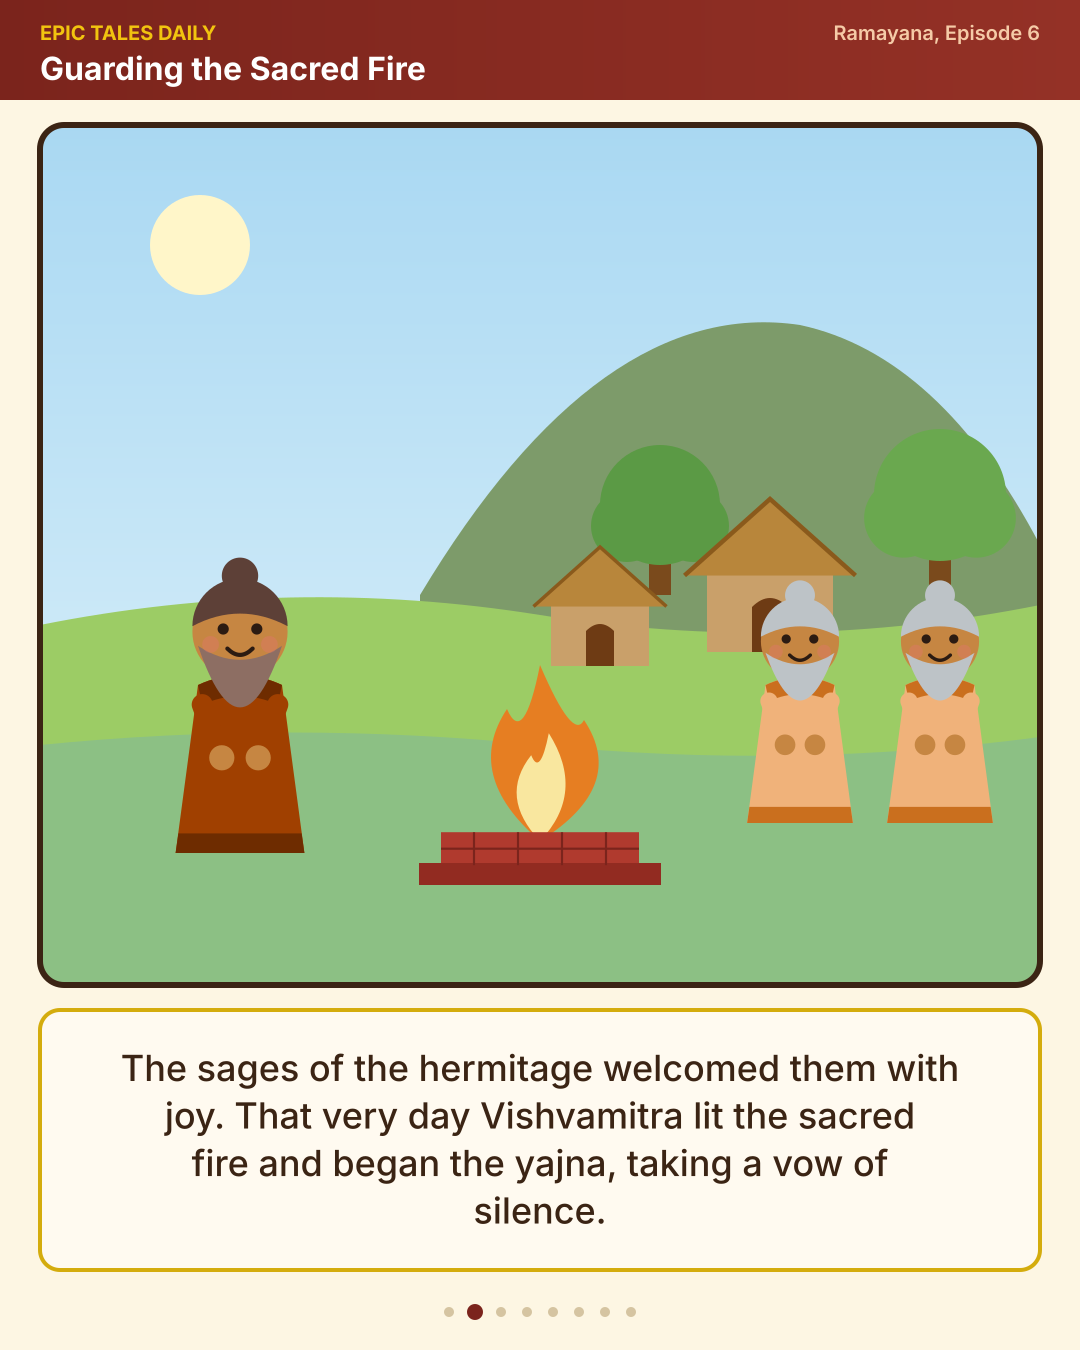 EPIC TALES DAILY
Ramayana, Episode 6
Guarding the Sacred Fire
The sages of the hermitage welcomed them with
joy. That very day Vishvamitra lit the sacred
fire and began the yajna, taking a vow of
silence.